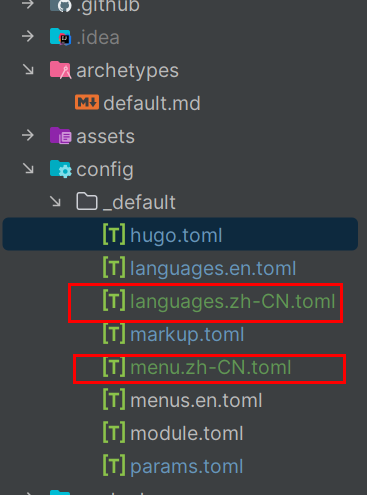 .github
.idea
archetypes
default.md
assets
config
_default
[T] hugo.toml
[T] languages.en.toml
[T] languages.zh-CN.toml
[T] markup.toml
[T] menu.zh-CN.toml
[T] menus.en.toml
[T] module.toml
[T] params.toml